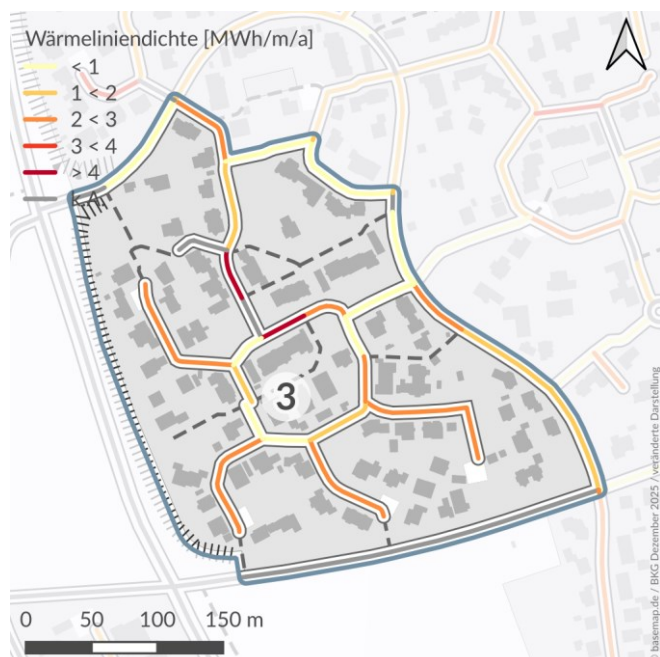 Wärmeliniendichte [MWh/m/a]
< 1
1 < 2
2 < 3
3 < 4
> 4
k.A.
3
0 50 100 150 m
© basemap.de / BKG Dezember 2025 / veränderte Darstellung